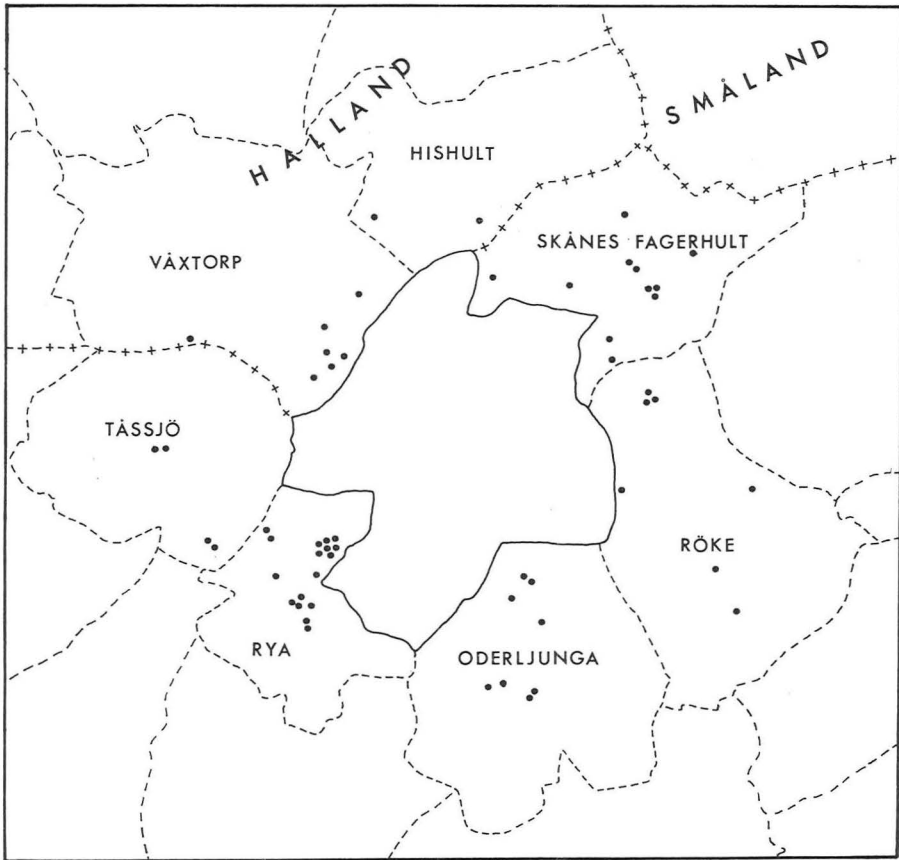 HALLAND
SMÅLAND
HISHULT
SKÅNES FAGERHULT
VÅXTORP
TÅSSJÖ
RÖKE
RYA
ODERLJUNGA